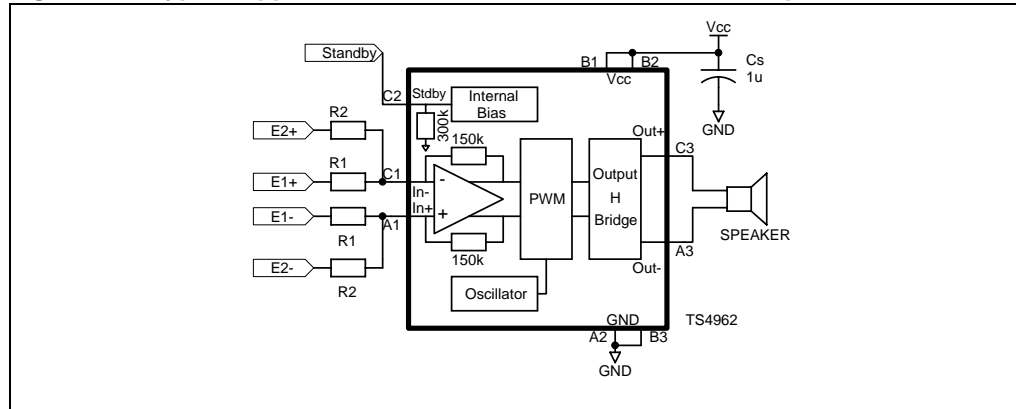 Vcc
Standby
B1
B2
Vcc
Cs
1u
GND
C2
Stdby
Internal
Bias
300k
R2
E2+
150k
Out+
C3
R1
E1+
C1
In-
-
PWM
Output
H
Bridge
E1-
In+
+
A1
R1
SPEAKER
A3
150k
Out-
E2-
R2
Oscillator
GND
TS4962
A2
B3
GND